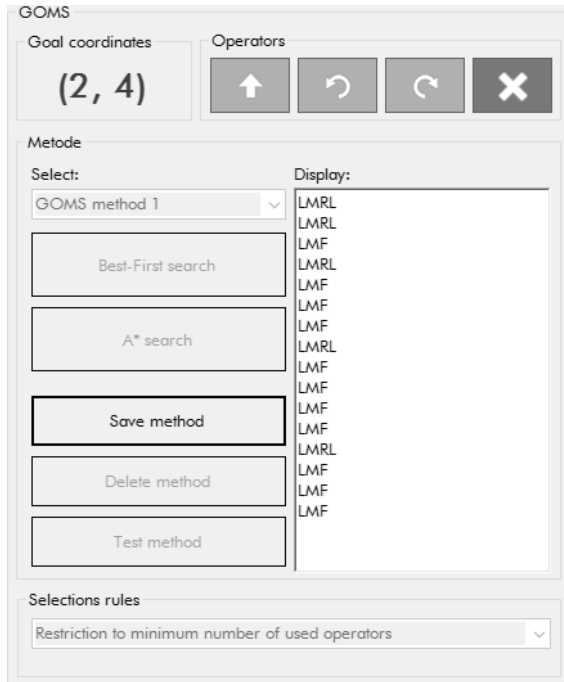 GOMS
Goal coordinates
Operators
(2, 4)
Metode
Select:
Display:
GOMS method 1
Best-First search
A* search
Save method
Delete method
Test method
LMRL
LMRL
LMF
LMRL
LMF
LMF
LMF
LMRL
LMF
LMF
LMF
LMF
LMRL
LMF
LMF
LMF
Selections rules
Restriction to minimum number of used operators